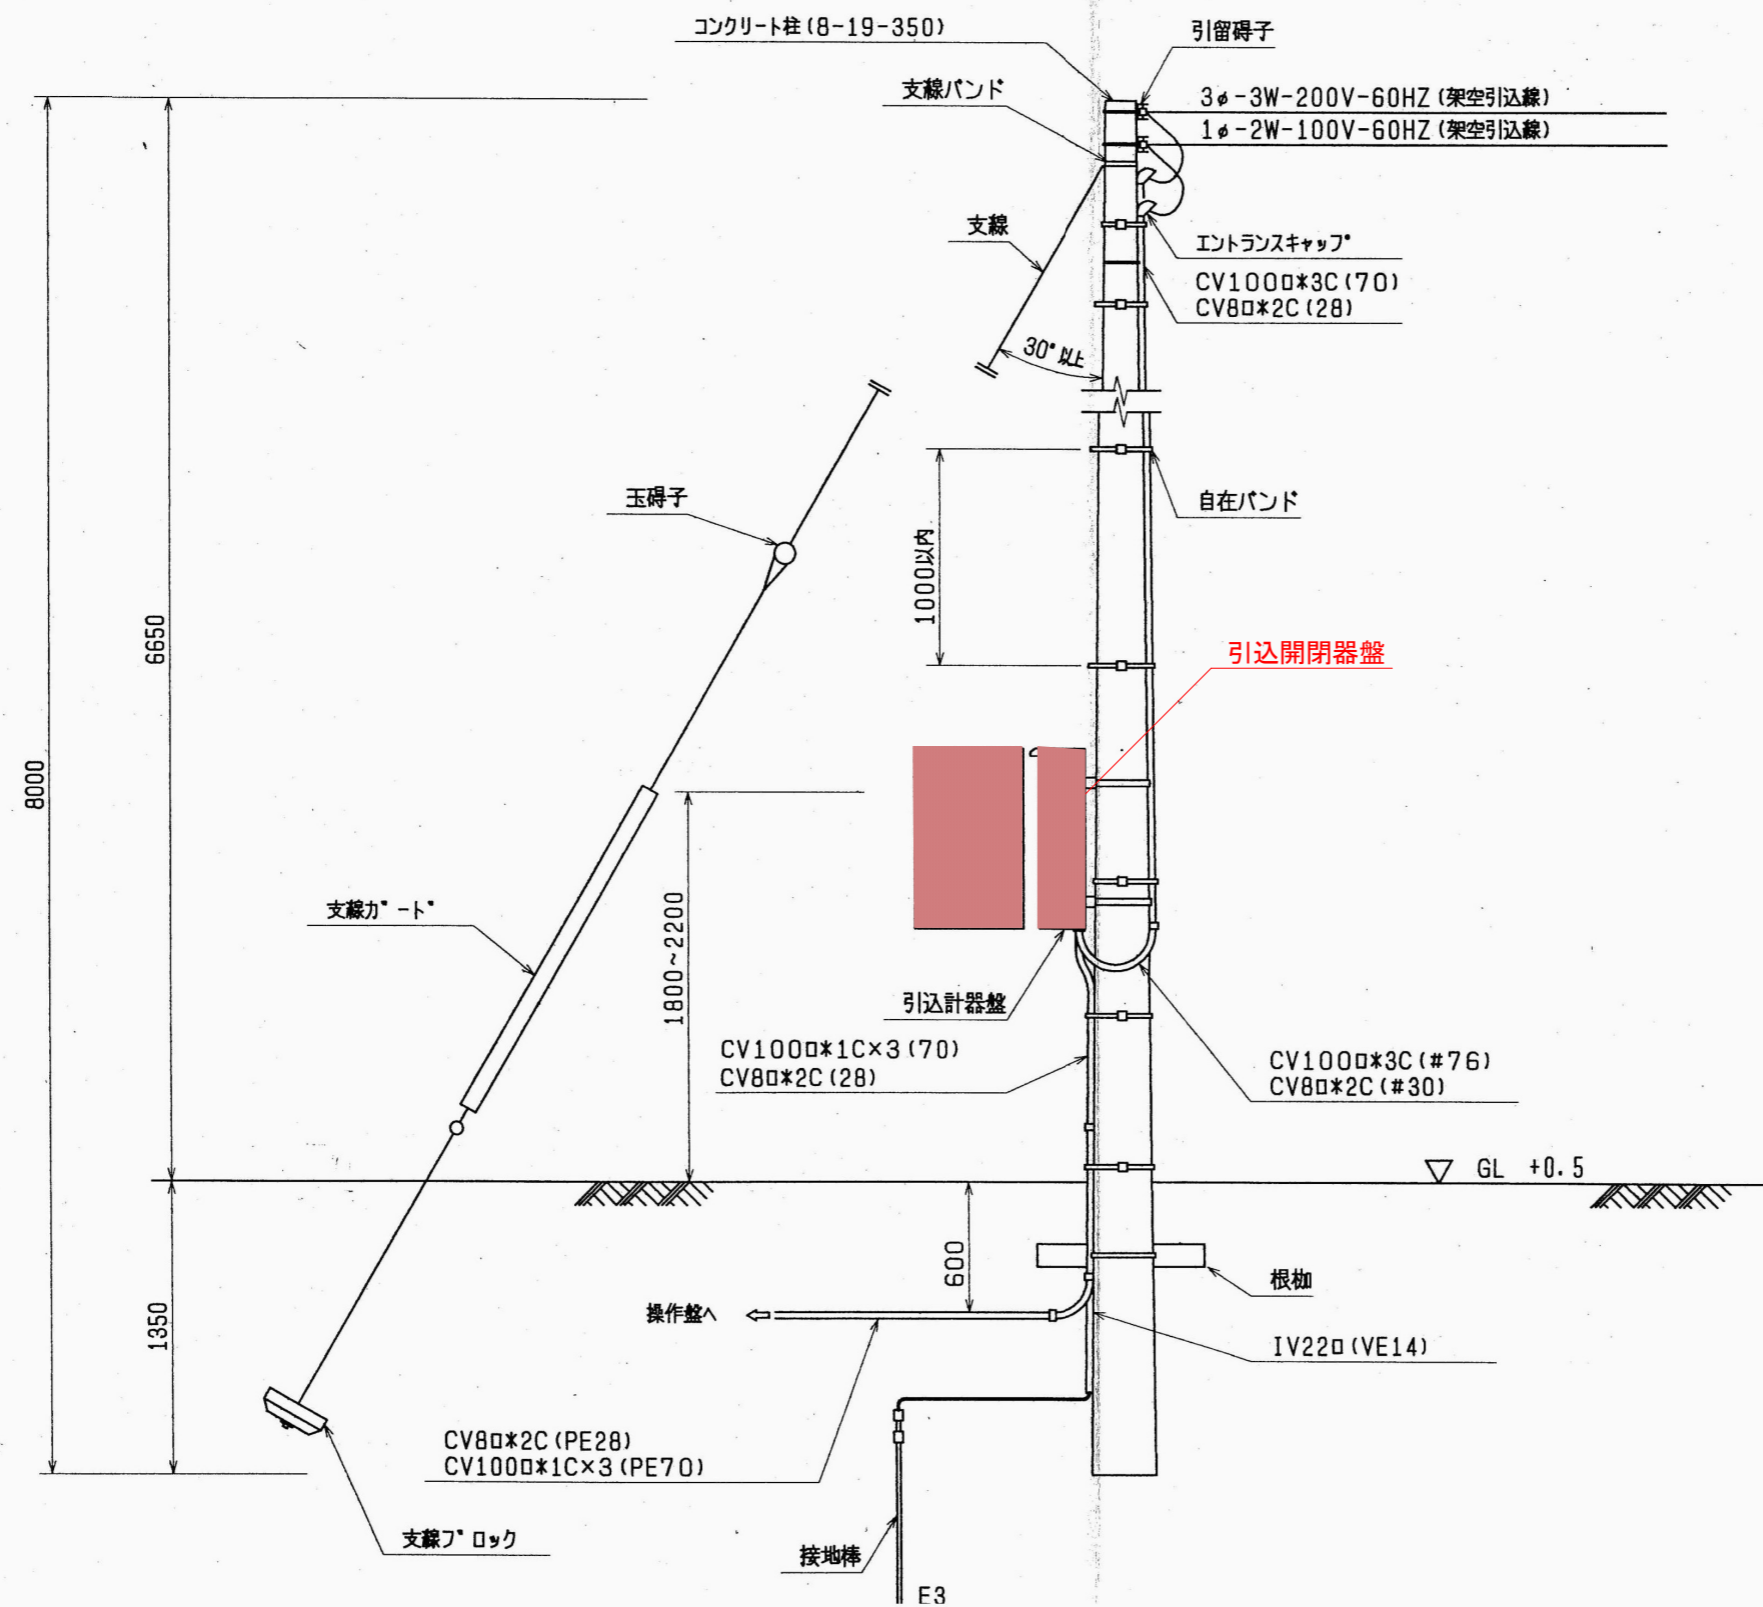 コンクリート柱(8-19-350)
引留碍子
支線バンド
3φ-3W-200V-60HZ(架空引込線)
1φ-2W-100V-60HZ(架空引込線)
支線
エントランスキャップ
CV100□*3C(70)
CV8□*2C(28)
30°以上
玉碍子
自在バンド
1000以内
6650
8000
引込開閉器盤
支線ガード
1800~2200
引込計器盤
CV100□*1C×3(70)
CV8□*2C(28)
CV100□*3C(#76)
CV8□*2C(#30)
GL +0.5
600
根枷
1350
操作盤へ
IV22□(VE14)
CV8□*2C(PE28)
CV100□*1C×3(PE70)
支線ブロック
接地棒
E3